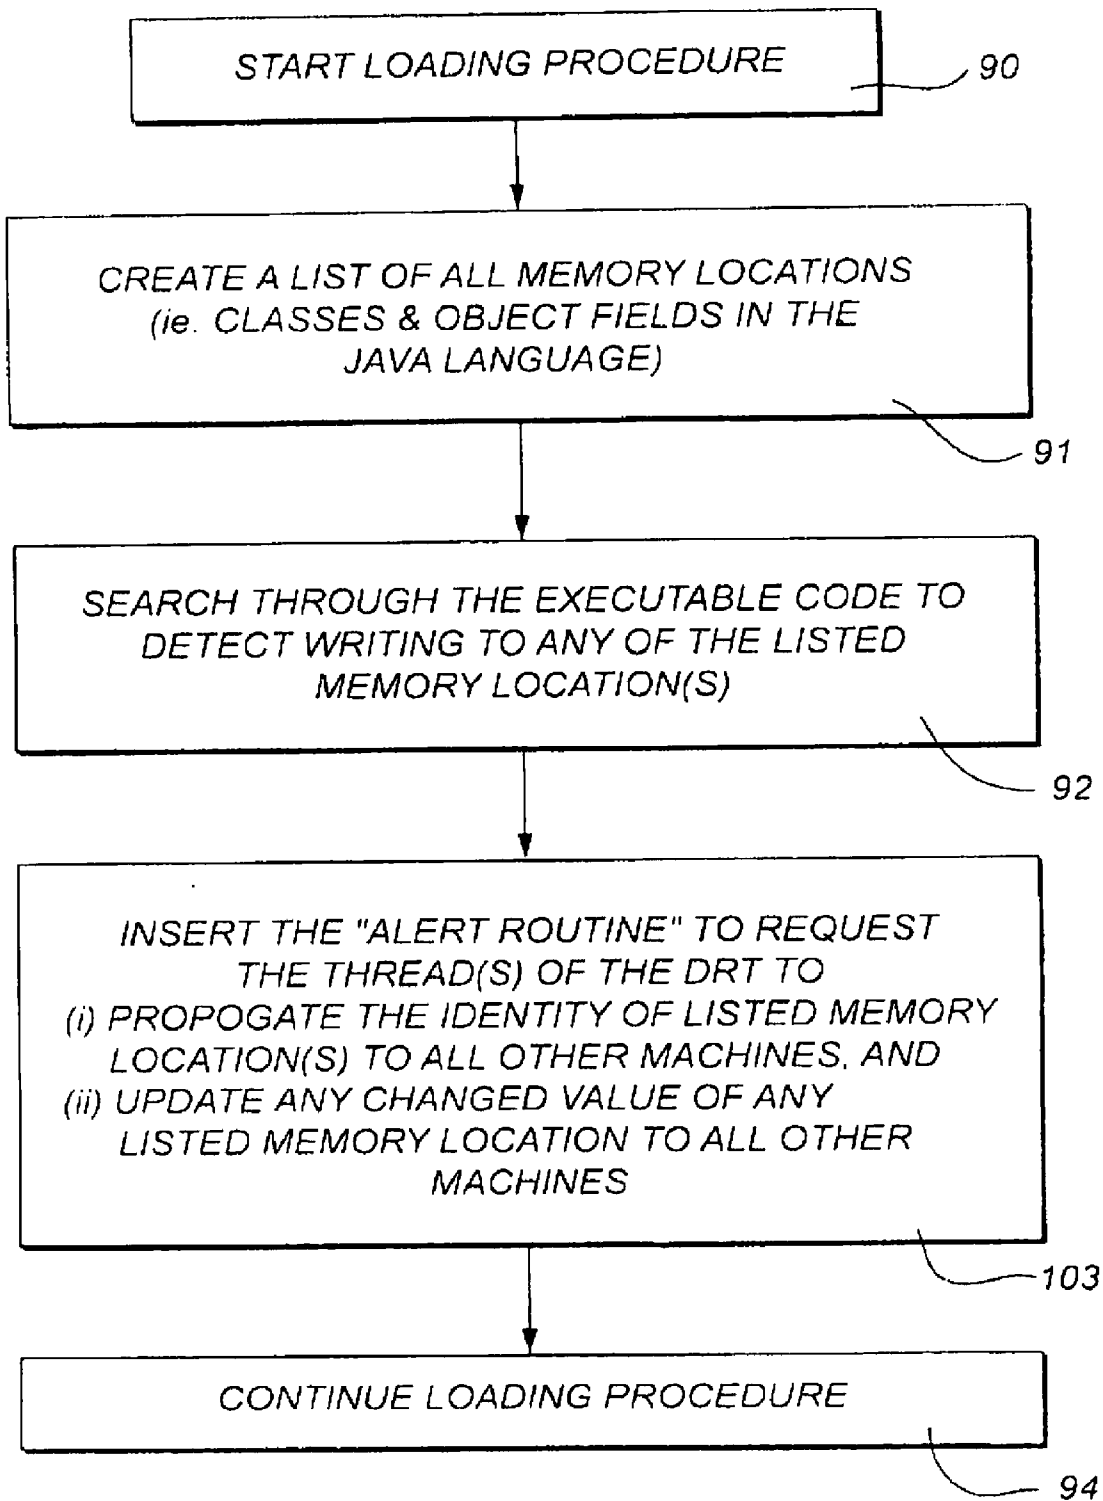 START LOADING PROCEDURE
90
CREATE A LIST OF ALL MEMORY LOCATIONS
(ie. CLASSES & OBJECT FIELDS IN THE
JAVA LANGUAGE)
91
SEARCH THROUGH THE EXECUTABLE CODE TO
DETECT WRITING TO ANY OF THE LISTED
MEMORY LOCATION(S)
92
INSERT THE "ALERT ROUTINE" TO REQUEST
THE THREAD(S) OF THE DRT TO
(i) PROPOGATE THE IDENTITY OF LISTED MEMORY
LOCATION(S) TO ALL OTHER MACHINES, AND
(ii) UPDATE ANY CHANGED VALUE OF ANY
LISTED MEMORY LOCATION TO ALL OTHER
MACHINES
103
CONTINUE LOADING PROCEDURE
94